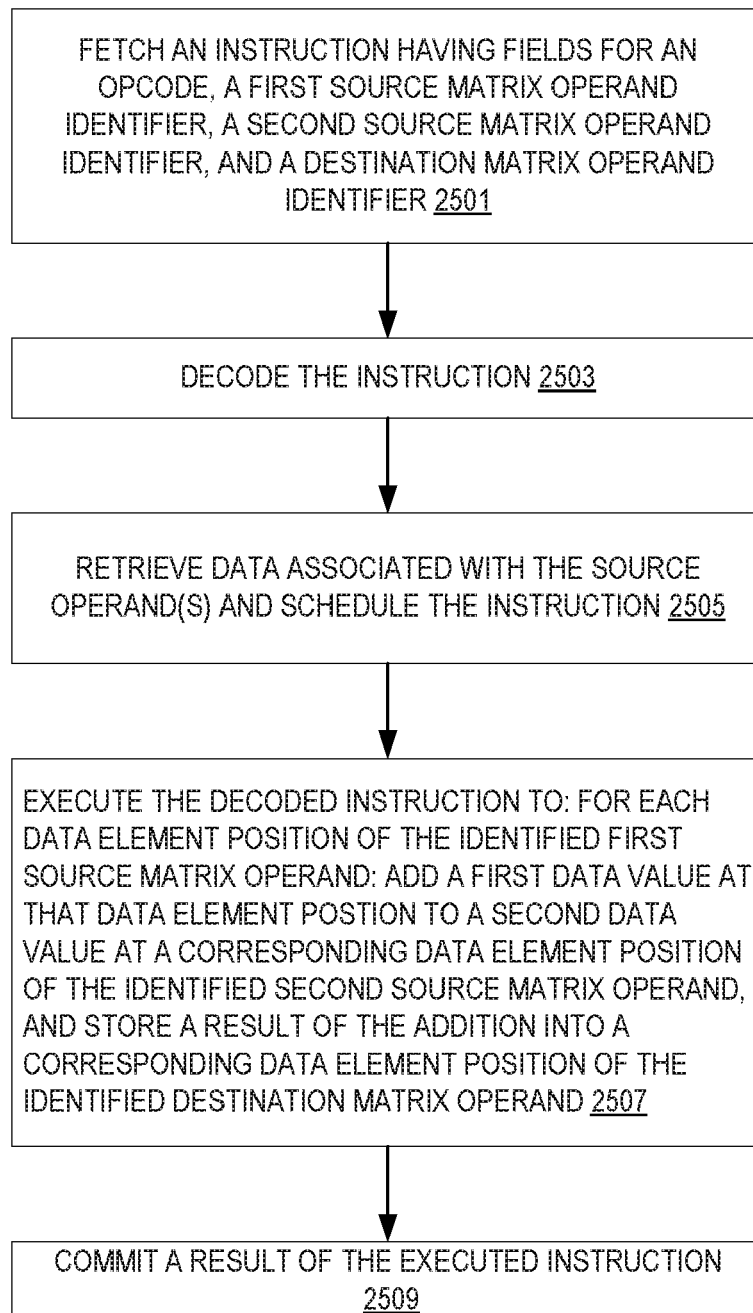 FETCH AN INSTRUCTION HAVING FIELDS FOR AN
OPCODE, A FIRST SOURCE MATRIX OPERAND
IDENTIFIER, A SECOND SOURCE MATRIX OPERAND
IDENTIFIER, AND A DESTINATION MATRIX OPERAND
IDENTIFIER 2501
DECODE THE INSTRUCTION 2503
RETRIEVE DATA ASSOCIATED WITH THE SOURCE
OPERAND(S) AND SCHEDULE THE INSTRUCTION 2505
EXECUTE THE DECODED INSTRUCTION TO: FOR EACH
DATA ELEMENT POSITION OF THE IDENTIFIED FIRST
SOURCE MATRIX OPERAND: ADD A FIRST DATA VALUE AT
THAT DATA ELEMENT POSTION TO A SECOND DATA
VALUE AT A CORRESPONDING DATA ELEMENT POSITION
OF THE IDENTIFIED SECOND SOURCE MATRIX OPERAND,
AND STORE A RESULT OF THE ADDITION INTO A
CORRESPONDING DATA ELEMENT POSITION OF THE
IDENTIFIED DESTINATION MATRIX OPERAND 2507
COMMIT A RESULT OF THE EXECUTED INSTRUCTION
2509